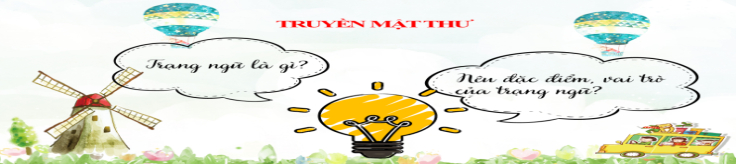 TRUYỀN MẬT THƯ
Trạng ngữ là gì?
Nêu đặc điểm, vai trò
của trạng ngữ?